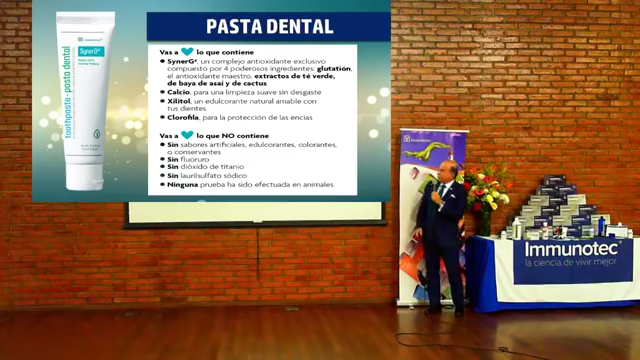 PASTA DENTAL
Vas a lo que contiene
SynerG⁴, un complejo antioxidante exclusivo
compuesto por 4 poderosos ingredientes: glutatión,
el antioxidante maestro, extractos de té verde,
de baya de asaí y de cactus
Calcio, para una limpieza suave sin desgaste
Xilitol, un edulcorante natural amable con
tus dientes
Clorofila, para la protección de las encías
Vas a lo que NO contiene
Sin sabores artificiales, edulcorantes, colorantes,
o conservantes
Sin fluoruro
Sin dióxido de titanio
Sin laurilsulfato sódico
Ninguna prueba ha sido efectuada en animales
toothpaste · pasta dental
Immunotec
la ciencia de vivir mejor